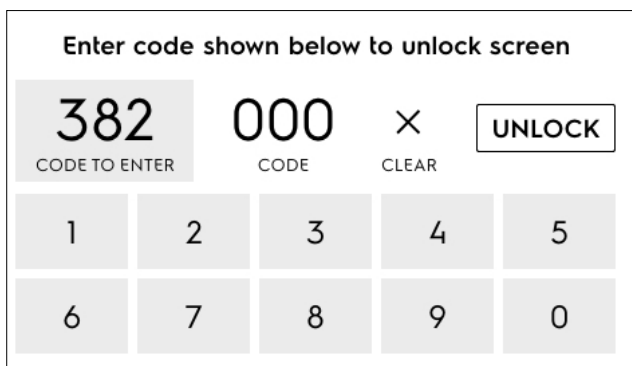 Enter code shown below to unlock screen
382 000 × UNLOCK
CODE TO ENTER CODE CLEAR
1 2 3 4 5
6 7 8 9 0